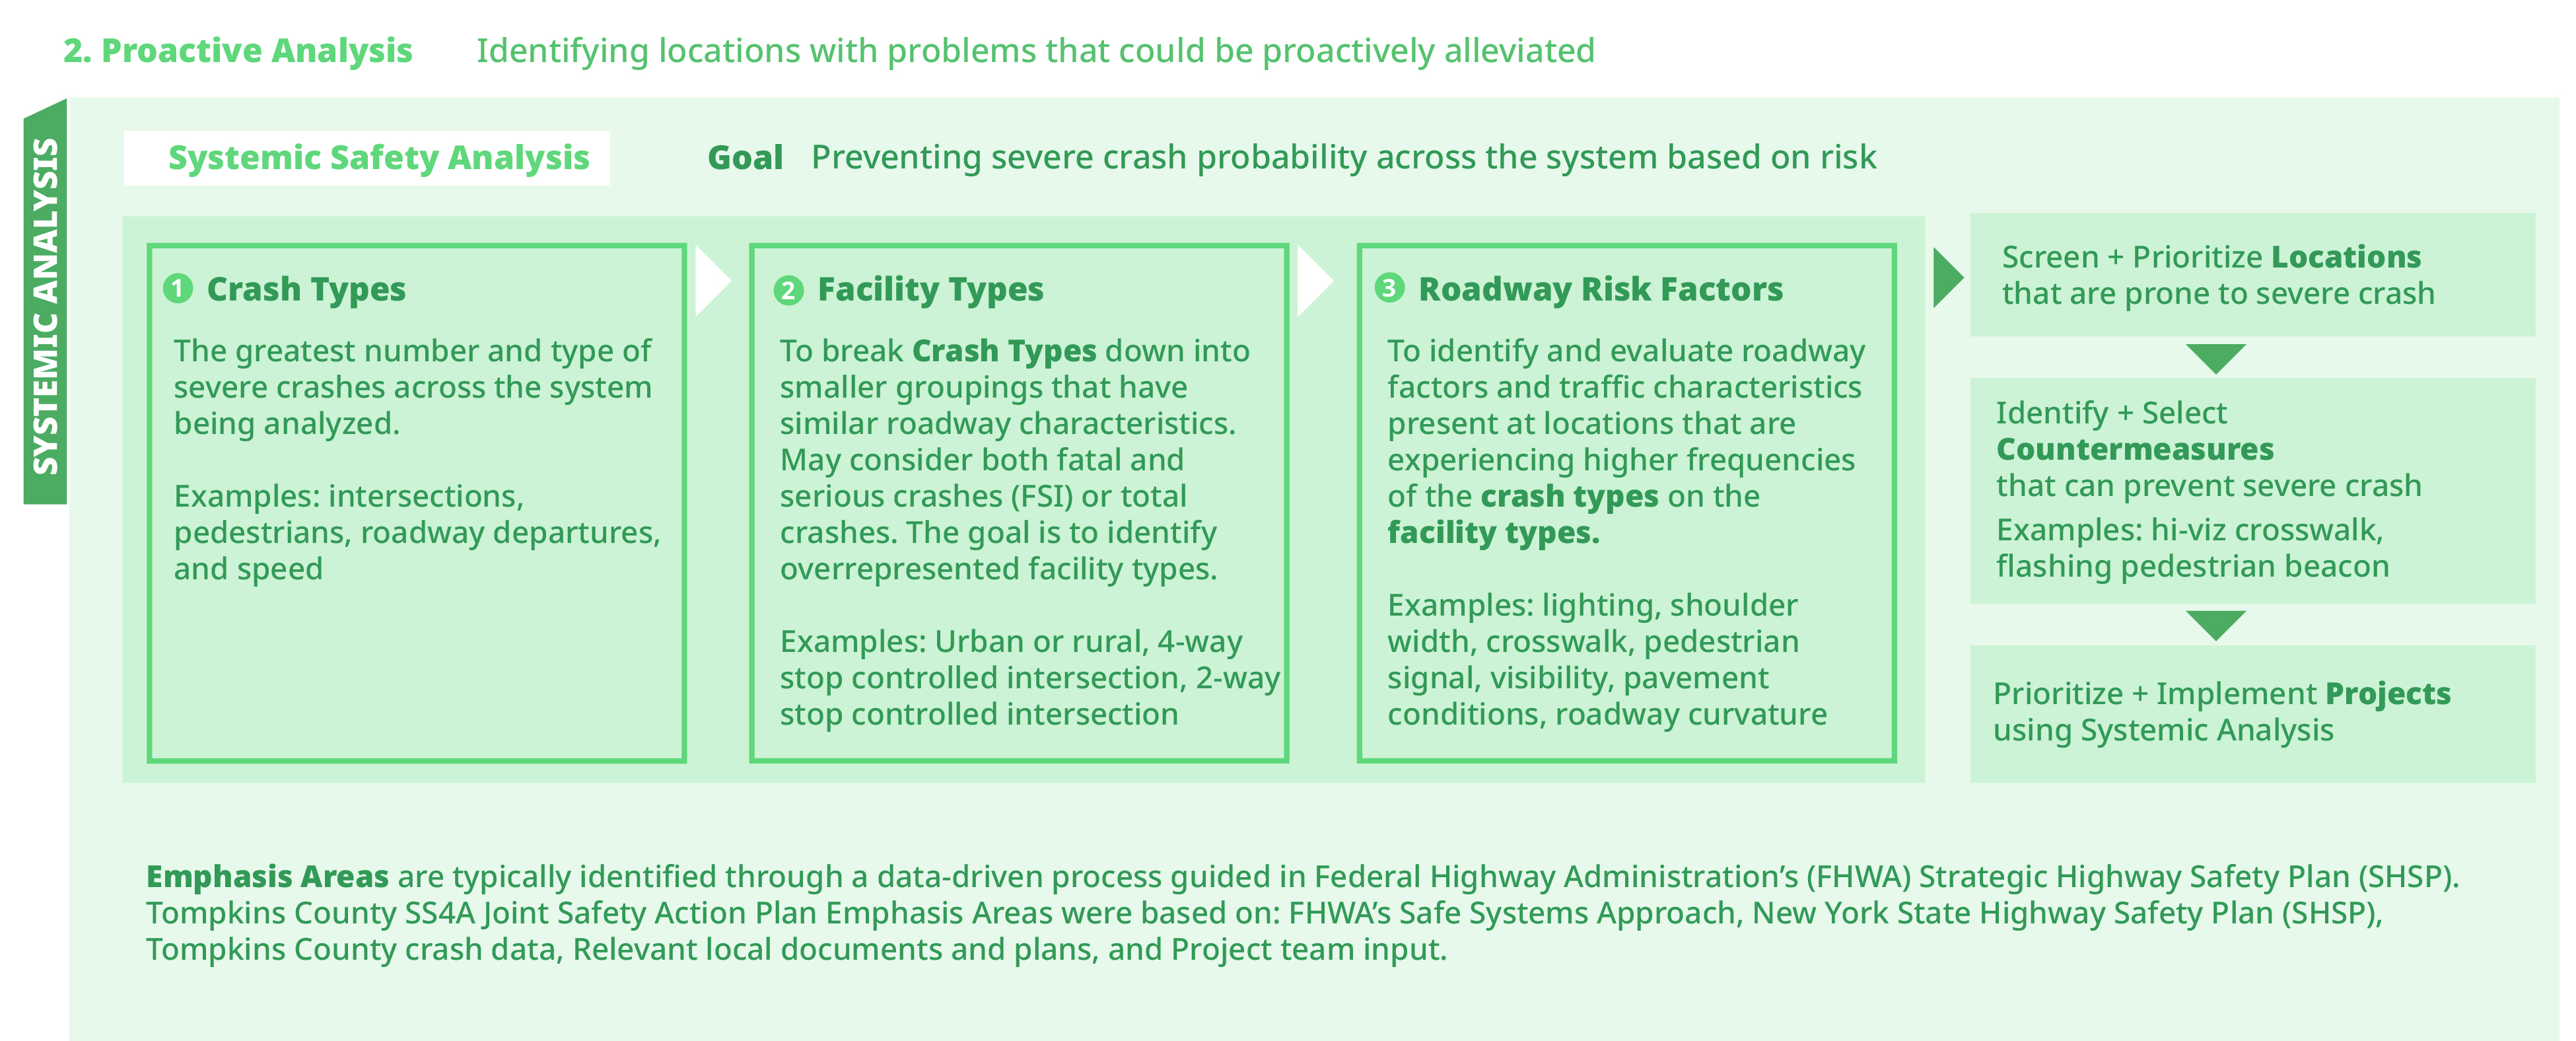 2. Proactive Analysis Identifying locations with problems that could be proactively alleviated
SYSTEMIC ANALYSIS
Systemic Safety Analysis
Goal Preventing severe crash probability across the system based on risk
1 Crash Types
The greatest number and type of
severe crashes across the system
being analyzed.
Examples: intersections,
pedestrians, roadway departures,
and speed
2 Facility Types
To break Crash Types down into
smaller groupings that have
similar roadway characteristics.
May consider both fatal and
serious crashes (FSI) or total
crashes. The goal is to identify
overrepresented facility types.
Examples: Urban or rural, 4-way
stop controlled intersection, 2-way
stop controlled intersection
3 Roadway Risk Factors
To identify and evaluate roadway
factors and traffic characteristics
present at locations that are
experiencing higher frequencies
of the crash types on the
facility types.
Examples: lighting, shoulder
width, crosswalk, pedestrian
signal, visibility, pavement
conditions, roadway curvature
Screen + Prioritize Locations
that are prone to severe crash
Identify + Select
Countermeasures
that can prevent severe crash
Examples: hi-viz crosswalk,
flashing pedestrian beacon
Prioritize + Implement Projects
using Systemic Analysis
Emphasis Areas are typically identified through a data-driven process guided in Federal Highway Administration’s (FHWA) Strategic Highway Safety Plan (SHSP).
Tompkins County SS4A Joint Safety Action Plan Emphasis Areas were based on: FHWA’s Safe Systems Approach, New York State Highway Safety Plan (SHSP),
Tompkins County crash data, Relevant local documents and plans, and Project team input.